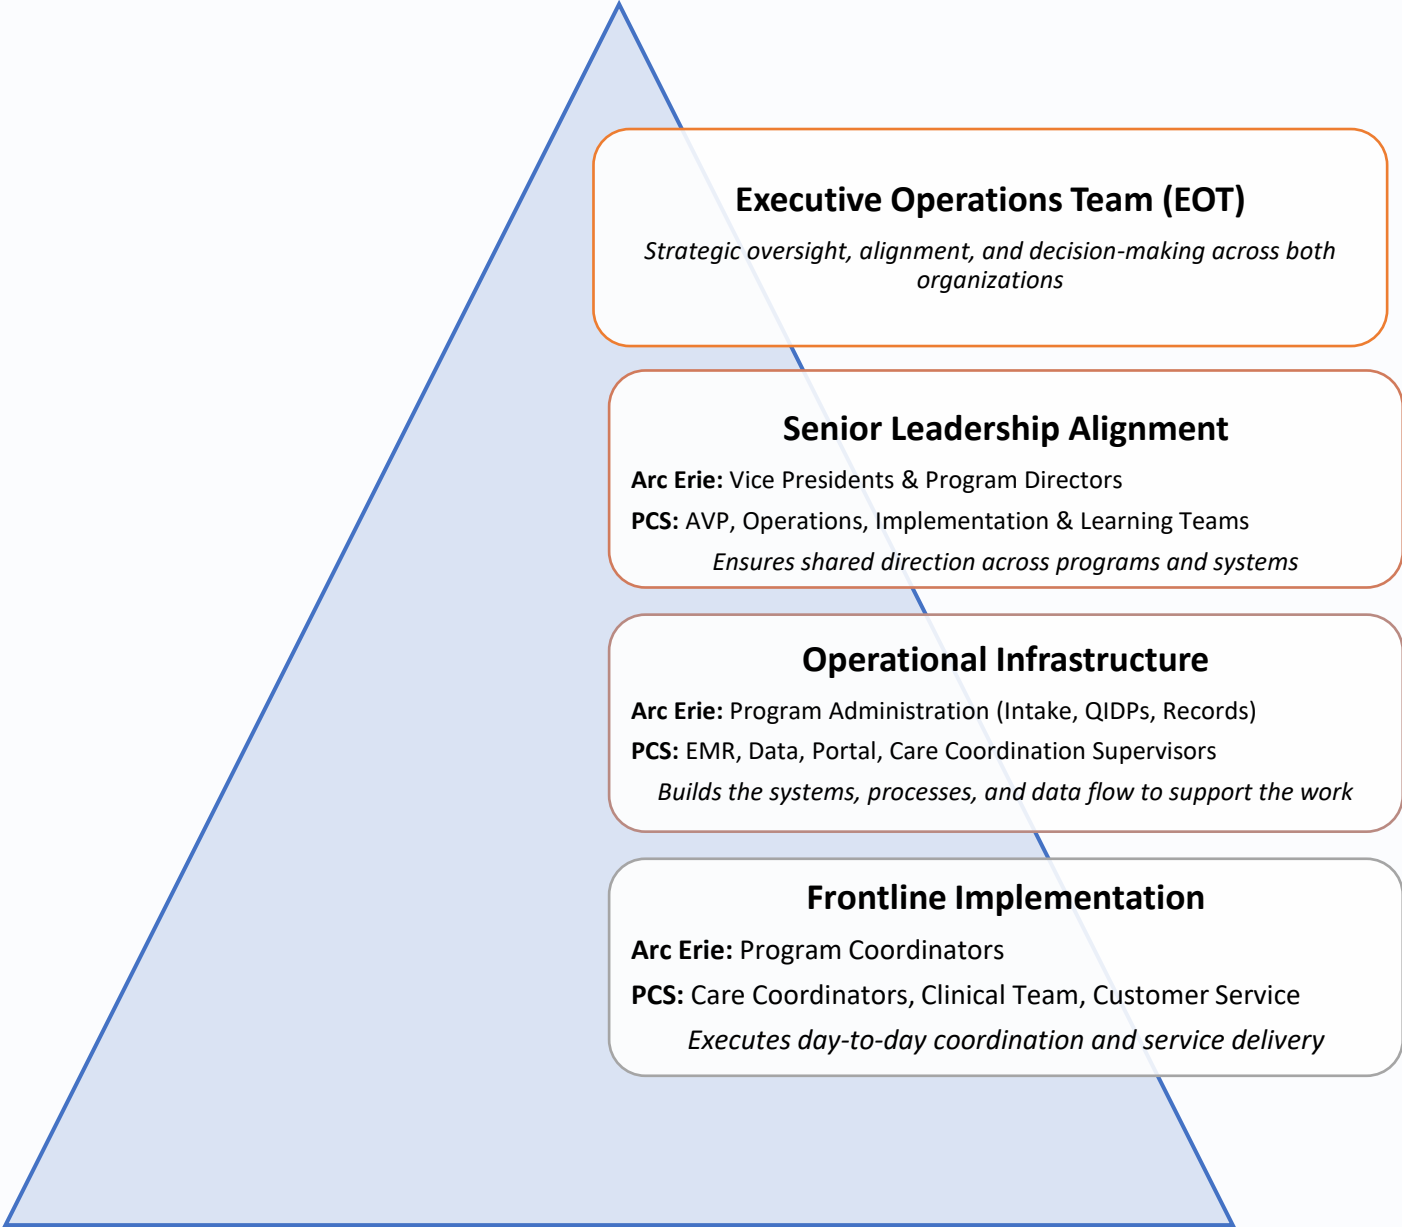 Executive Operations Team (EOT)
Strategic oversight, alignment, and decision-making across both
organizations
Senior Leadership Alignment
Arc Erie: Vice Presidents & Program Directors
PCS: AVP, Operations, Implementation & Learning Teams
Ensures shared direction across programs and systems
Operational Infrastructure
Arc Erie: Program Administration (Intake, QIDPs, Records)
PCS: EMR, Data, Portal, Care Coordination Supervisors
Builds the systems, processes, and data flow to support the work
Frontline Implementation
Arc Erie: Program Coordinators
PCS: Care Coordinators, Clinical Team, Customer Service
Executes day-to-day coordination and service delivery